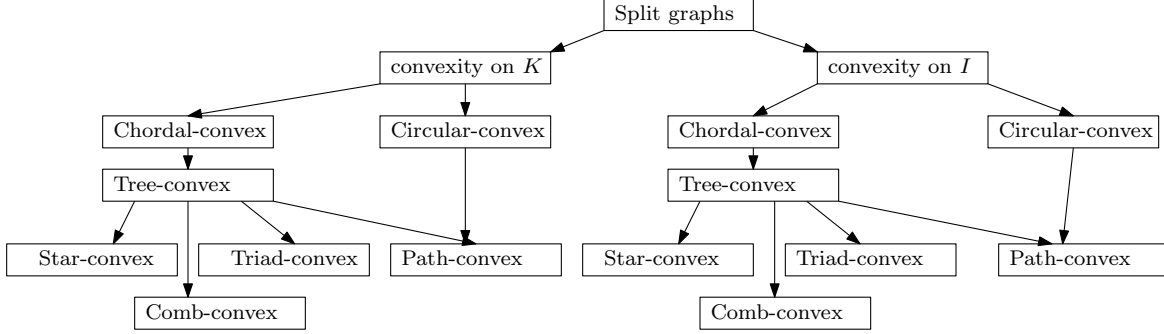 Split graphs
convexity on K
convexity on I
Chordal-convex
Circular-convex
Chordal-convex
Circular-convex
Tree-convex
Tree-convex
Star-convex
Triad-convex
Path-convex
Star-convex
Triad-convex
Path-convex
Comb-convex
Comb-convex